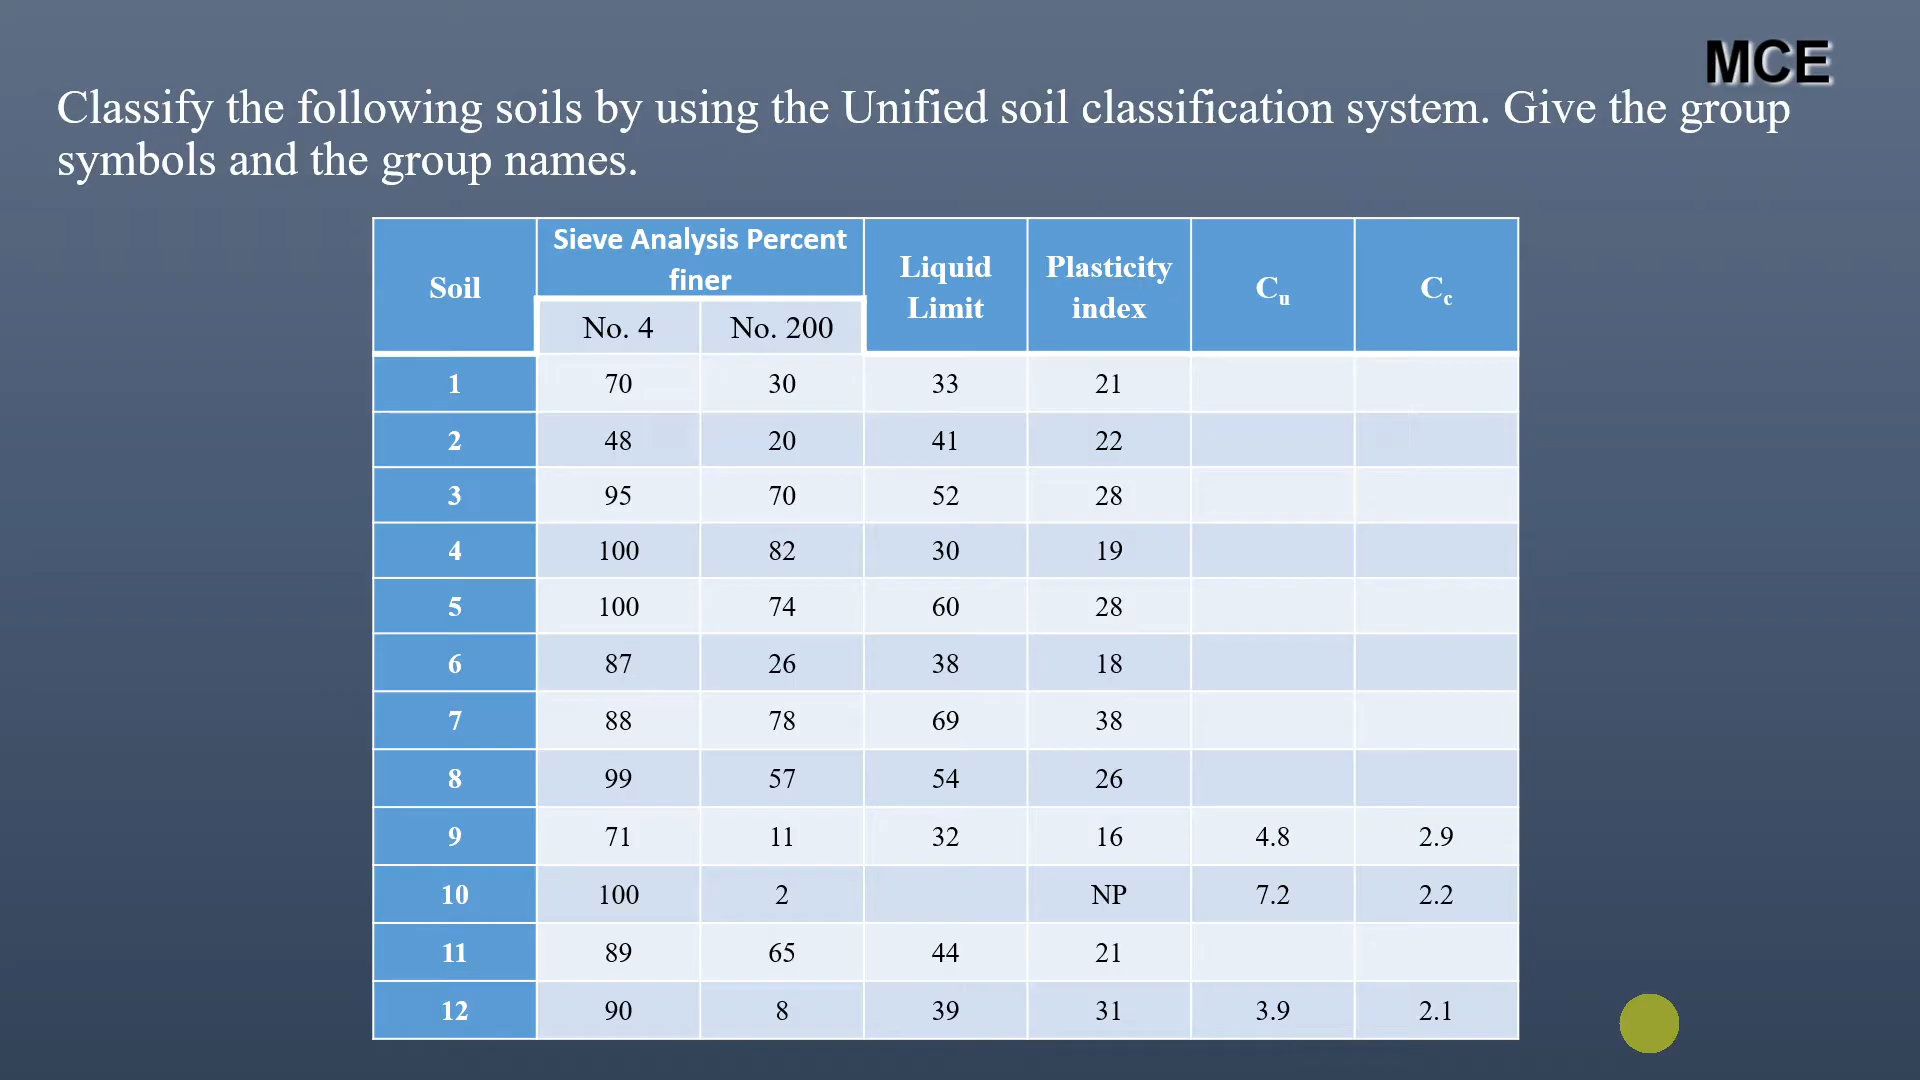 MCE
Classify the following soils by using the Unified soil classification system. Give the group
symbols and the group names.
Soil
Sieve Analysis Percent
finer
Liquid
Limit
Plasticity
index
Cu
Cc
No. 4 No. 200
1 70 30 33 21
2 48 20 41 22
3 95 70 52 28
4 100 82 30 19
5 100 74 60 28
6 87 26 38 18
7 88 78 69 38
8 99 57 54 26
9 71 11 32 16 4.8 2.9
10 100 2 NP 7.2 2.2
11 89 65 44 21
12 90 8 39 31 3.9 2.1